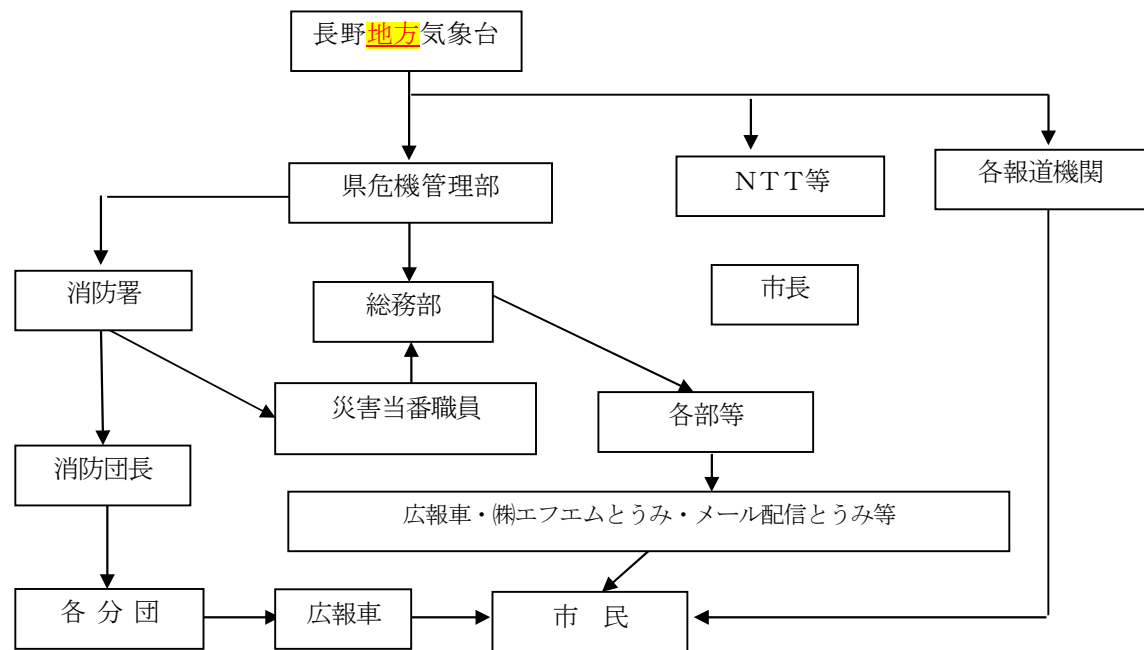 長野地方気象台
県危機管理部
ＮＴＴ等
各報道機関
消防署
総務部
市長
災害当番職員
各部等
消防団長
広報車・㈱エフエムとうみ・メール配信とうみ等
各 分 団
広報車
市　民